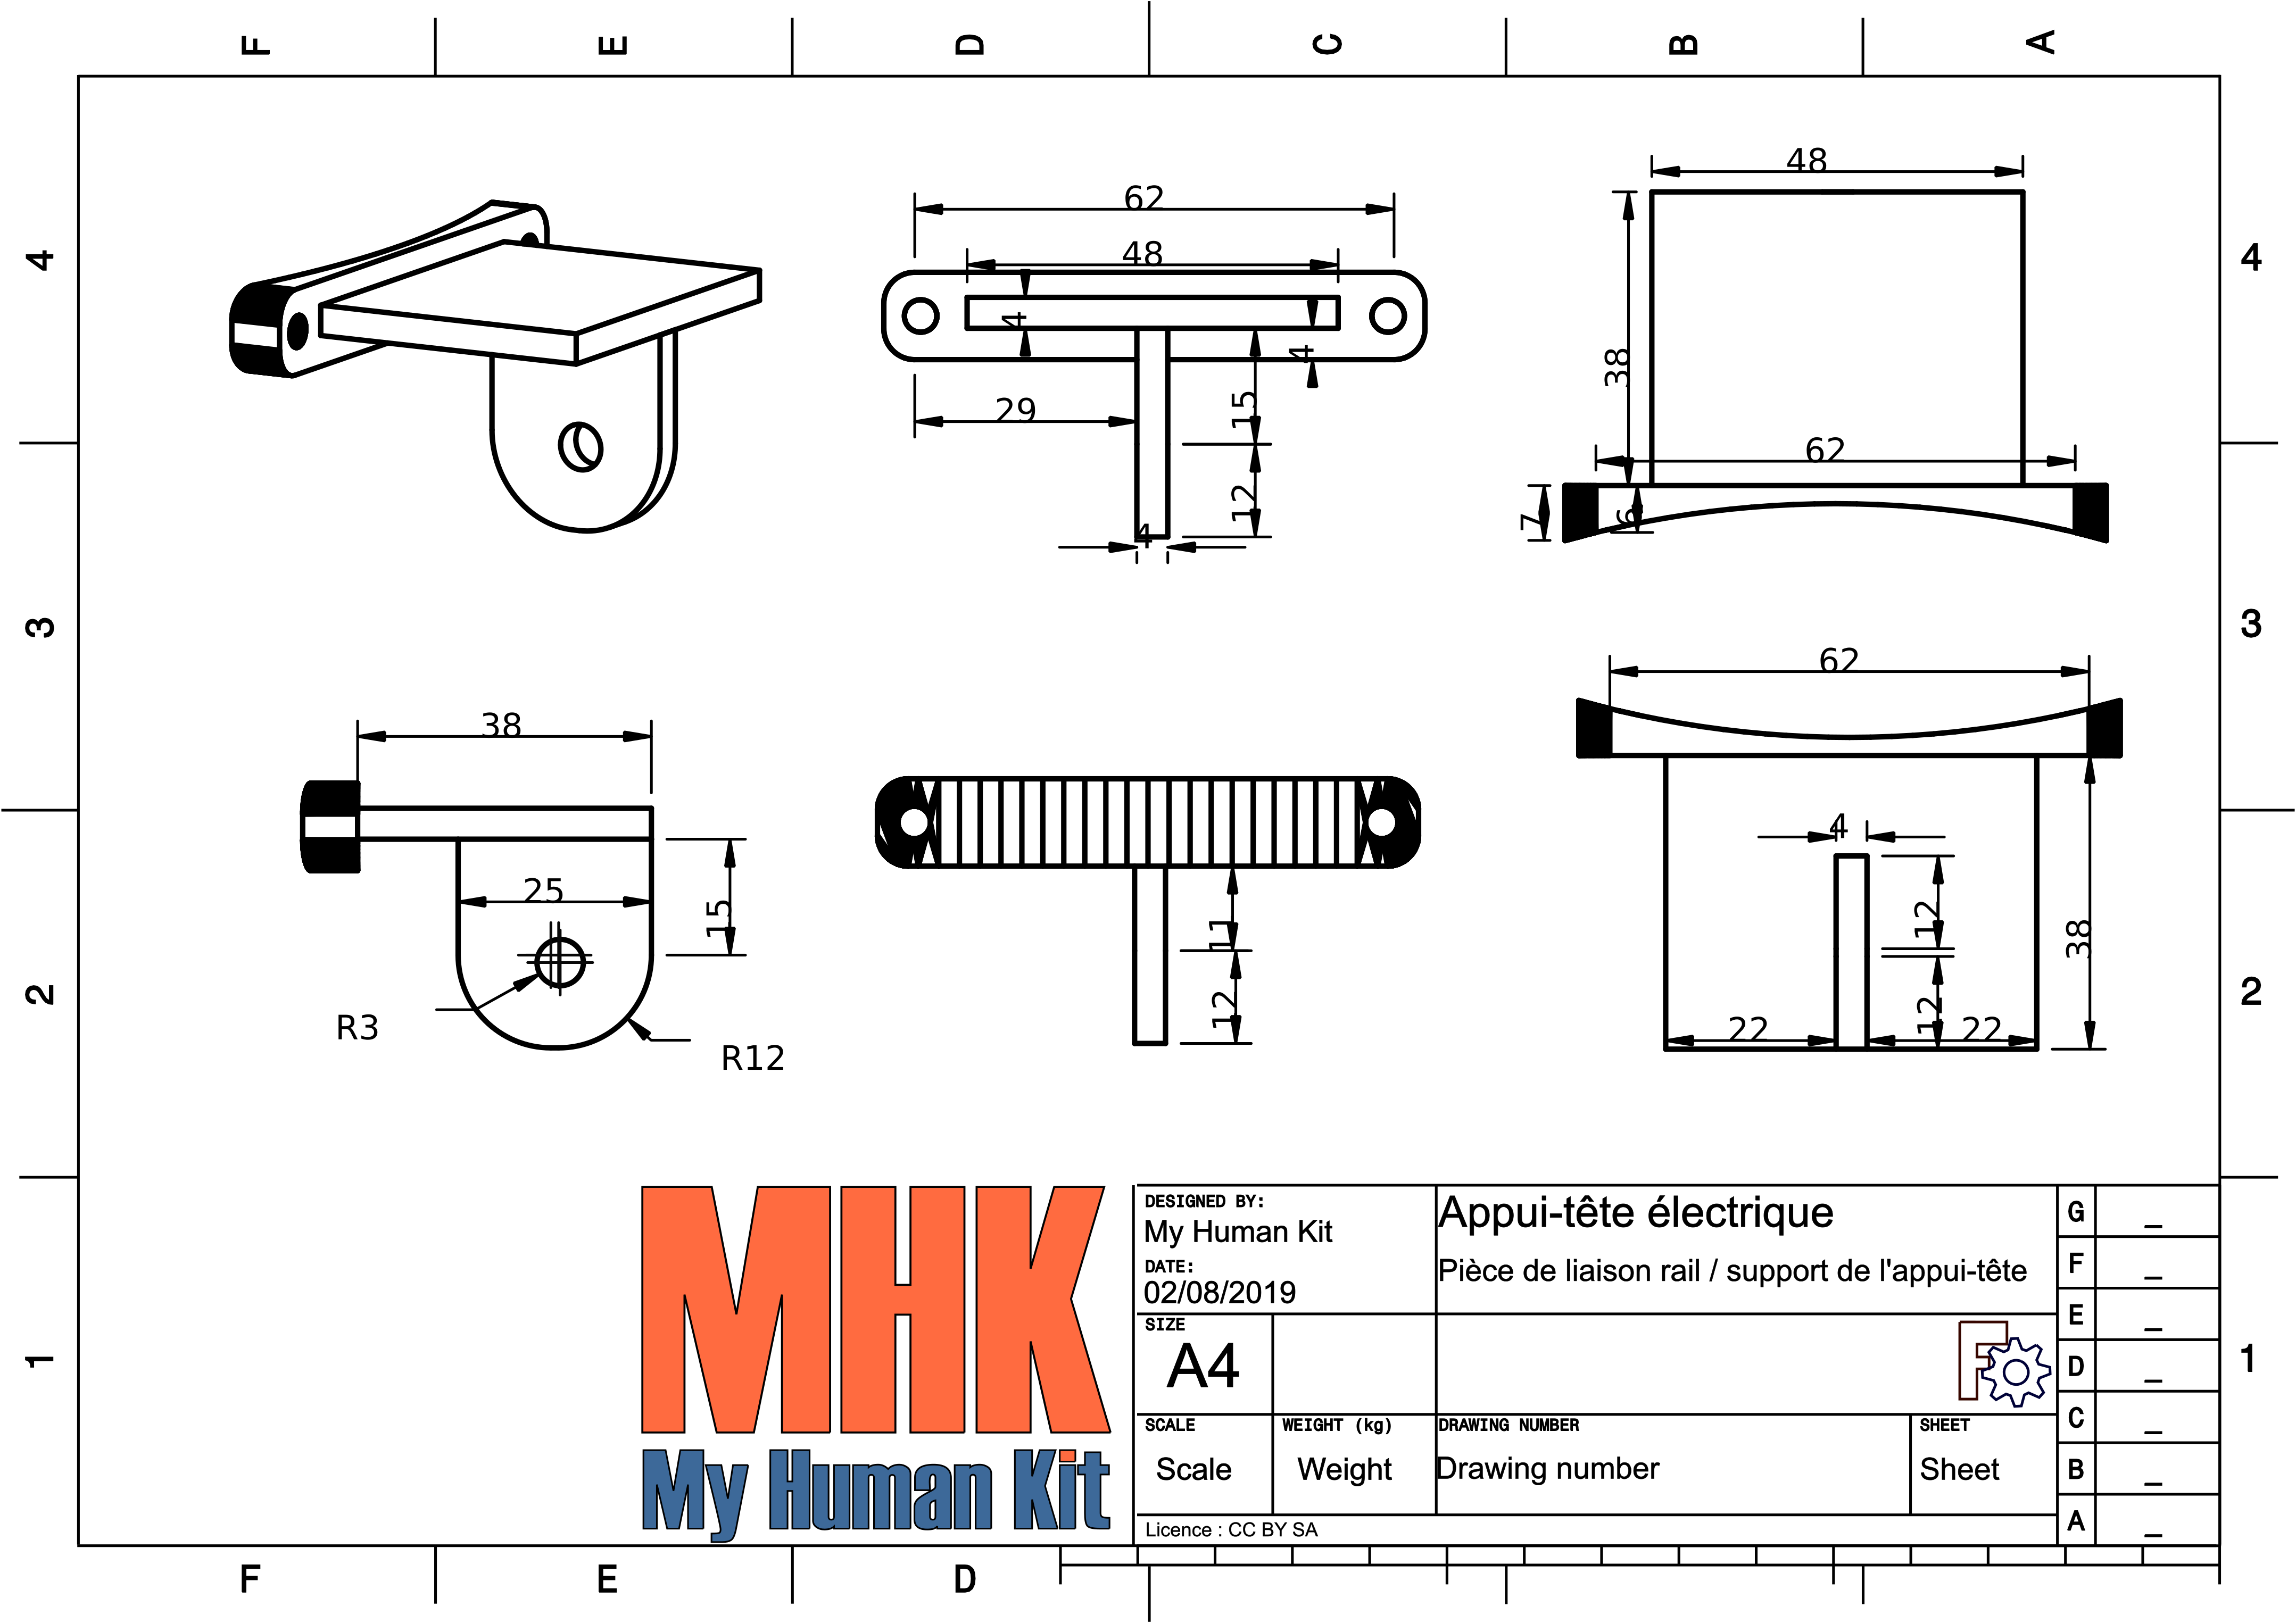 F E D C B A
4
4
48
62
48
4
4
38
29
15
62
12
7
6
4
3
3
62
38
4
25
15
12
38
11
2
2
12
12
R3
22
22
R12
MHK
My Human Kit
DESIGNED BY:
My Human Kit
DATE:
02/08/2019
Appui-tête électrique
Pièce de liaison rail / support de l'appui-tête
SIZE
A4
SCALE
Scale
WEIGHT (kg)
Weight
DRAWING NUMBER
Drawing number
SHEET
Sheet
Licence : CC BY SA
G _
F _
E _
D _
C _
B _
A _
F
1
1
F E D